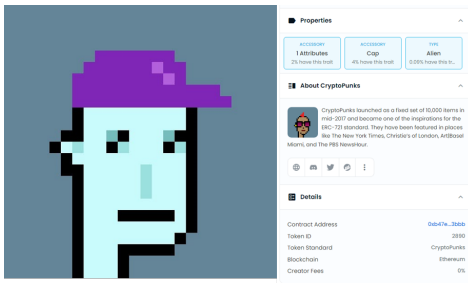 Properties
ACCESSORY
1 Attributes
2% have this trait
ACCESSORY
Cap
4% have this trait
TYPE
Alien
0.09% have this tr...
About CryptoPunks
CryptoPunks launched as a fixed set of 10,000 items in
mid-2017 and became one of the inspirations for the
ERC-721 standard. They have been featured in places
like The New York Times, Christie's of London, Art|Basel
Miami, and The PBS NewsHour.
Details
Contract Address
0xb47e...3bbb
Token ID
2890
Token Standard
CryptoPunks
Blockchain
Ethereum
Creator Fees
0%